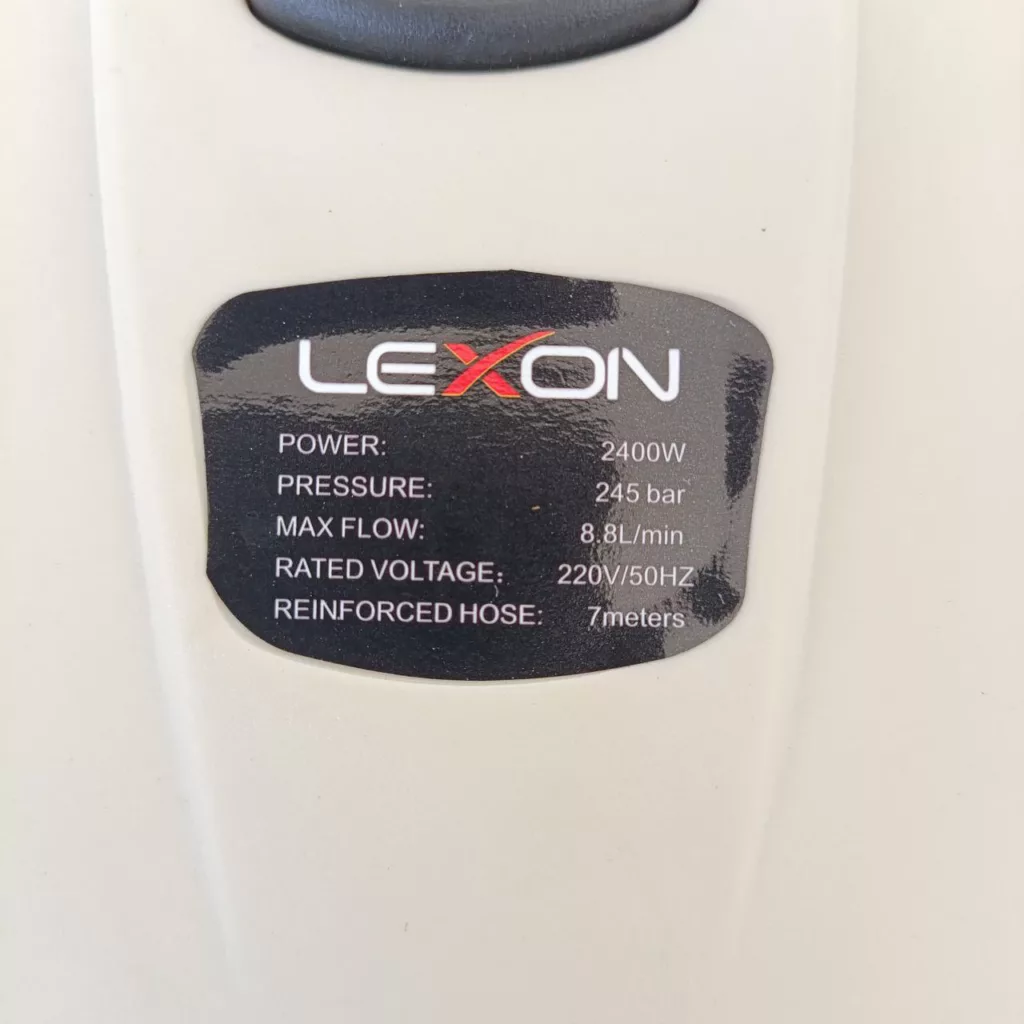 LEXON
POWER: 2400W
PRESSURE: 245 bar
MAX FLOW: 8.8L/min
RATED VOLTAGE: 220V/50HZ
REINFORCED HOSE: 7meters